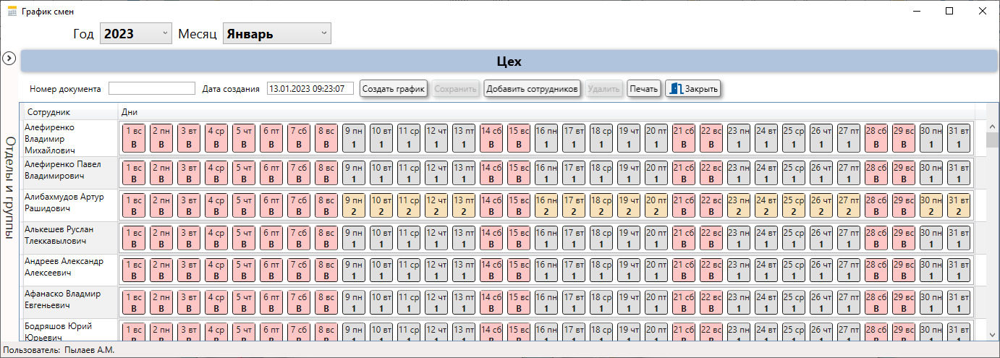 График смен
Год 2023 Месяц Январь
Цех
Номер документа Дата создания 13.01.2023 09:23:07 Создать график Сохранить Добавить сотрудников Удалить Печать Закрыть
Отделы и группы
Сотрудник Дни
Алефиренко
Владимир
Михайлович
1 вс 2 пн 3 вт 4 ср 5 чт 6 пт 7 сб 8 вс 9 пн 10 вт 11 ср 12 чт 13 пт 14 сб 15 вс 16 пн 17 вт 18 ср 19 чт 20 пт 21 сб 22 вс 23 пн 24 вт 25 ср 26 чт 27 пт 28 сб 29 вс 30 пн 31 вт
В В В В В В В В 1 1 1 1 1 В В 1 1 1 1 1 В В 1 1 1 1 1 В В 1 1
Алефиренко Павел
Владимирович
1 вс 2 пн 3 вт 4 ср 5 чт 6 пт 7 сб 8 вс 9 пн 10 вт 11 ср 12 чт 13 пт 14 сб 15 вс 16 пн 17 вт 18 ср 19 чт 20 пт 21 сб 22 вс 23 пн 24 вт 25 ср 26 чт 27 пт 28 сб 29 вс 30 пн 31 вт
В В В В В В В В 1 1 1 1 1 В В 1 1 1 1 1 В В 1 1 1 1 1 В В 1 1
Алибахмудов Артур
Рашидович
1 вс 2 пн 3 вт 4 ср 5 чт 6 пт 7 сб 8 вс 9 пн 10 вт 11 ср 12 чт 13 пт 14 сб 15 вс 16 пн 17 вт 18 ср 19 чт 20 пт 21 сб 22 вс 23 пн 24 вт 25 ср 26 чт 27 пт 28 сб 29 вс 30 пн 31 вт
В В В В В В В В 2 2 2 2 2 В В 2 2 2 2 2 В В 2 2 2 2 2 В В 2 2
Алькешев Руслан
Тлеккавылович
1 вс 2 пн 3 вт 4 ср 5 чт 6 пт 7 сб 8 вс 9 пн 10 вт 11 ср 12 чт 13 пт 14 сб 15 вс 16 пн 17 вт 18 ср 19 чт 20 пт 21 сб 22 вс 23 пн 24 вт 25 ср 26 чт 27 пт 28 сб 29 вс 30 пн 31 вт
В В В В В В В В 1 1 1 1 1 В В 1 1 1 1 1 В В 1 1 1 1 1 В В 1 1
Андреев Александр
Алексеевич
1 вс 2 пн 3 вт 4 ср 5 чт 6 пт 7 сб 8 вс 9 пн 10 вт 11 ср 12 чт 13 пт 14 сб 15 вс 16 пн 17 вт 18 ср 19 чт 20 пт 21 сб 22 вс 23 пн 24 вт 25 ср 26 чт 27 пт 28 сб 29 вс 30 пн 31 вт
В В В В В В В В 1 1 1 1 1 В В 1 1 1 1 1 В В 1 1 1 1 1 В В 1 1
Афанаско Владмир
Евгеньевич
1 вс 2 пн 3 вт 4 ср 5 чт 6 пт 7 сб 8 вс 9 пн 10 вт 11 ср 12 чт 13 пт 14 сб 15 вс 16 пн 17 вт 18 ср 19 чт 20 пт 21 сб 22 вс 23 пн 24 вт 25 ср 26 чт 27 пт 28 сб 29 вс 30 пн 31 вт
В В В В В В В В 1 1 1 1 1 В В 1 1 1 1 1 В В 1 1 1 1 1 В В 1 1
Бодряшов Юрий
Юрьевич
1 вс 2 пн 3 вт 4 ср 5 чт 6 пт 7 сб 8 вс 9 пн 10 вт 11 ср 12 чт 13 пт 14 сб 15 вс 16 пн 17 вт 18 ср 19 чт 20 пт 21 сб 22 вс 23 пн 24 вт 25 ср 26 чт 27 пт 28 сб 29 вс 30 пн 31 вт
В В В В В В В В 1 1 1 1 1 В В 1 1 1 1 1 В В 1 1 1 1 1 В В 1 1
Пользователь: Пылаев А.М.